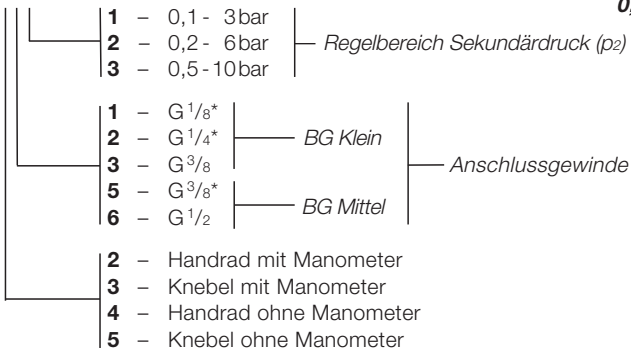 0,
1 – 0,1 - 3 bar
2 – 0,2 - 6 bar
3 – 0,5 - 10 bar
Regelbereich Sekundärdruck (p2)
1 – G 1/8*
2 – G 1/4*
3 – G 3/8
BG Klein
5 – G 3/8*
6 – G 1/2
BG Mittel
Anschlussgewinde
2 – Handrad mit Manometer
3 – Knebel mit Manometer
4 – Handrad ohne Manometer
5 – Knebel ohne Manometer